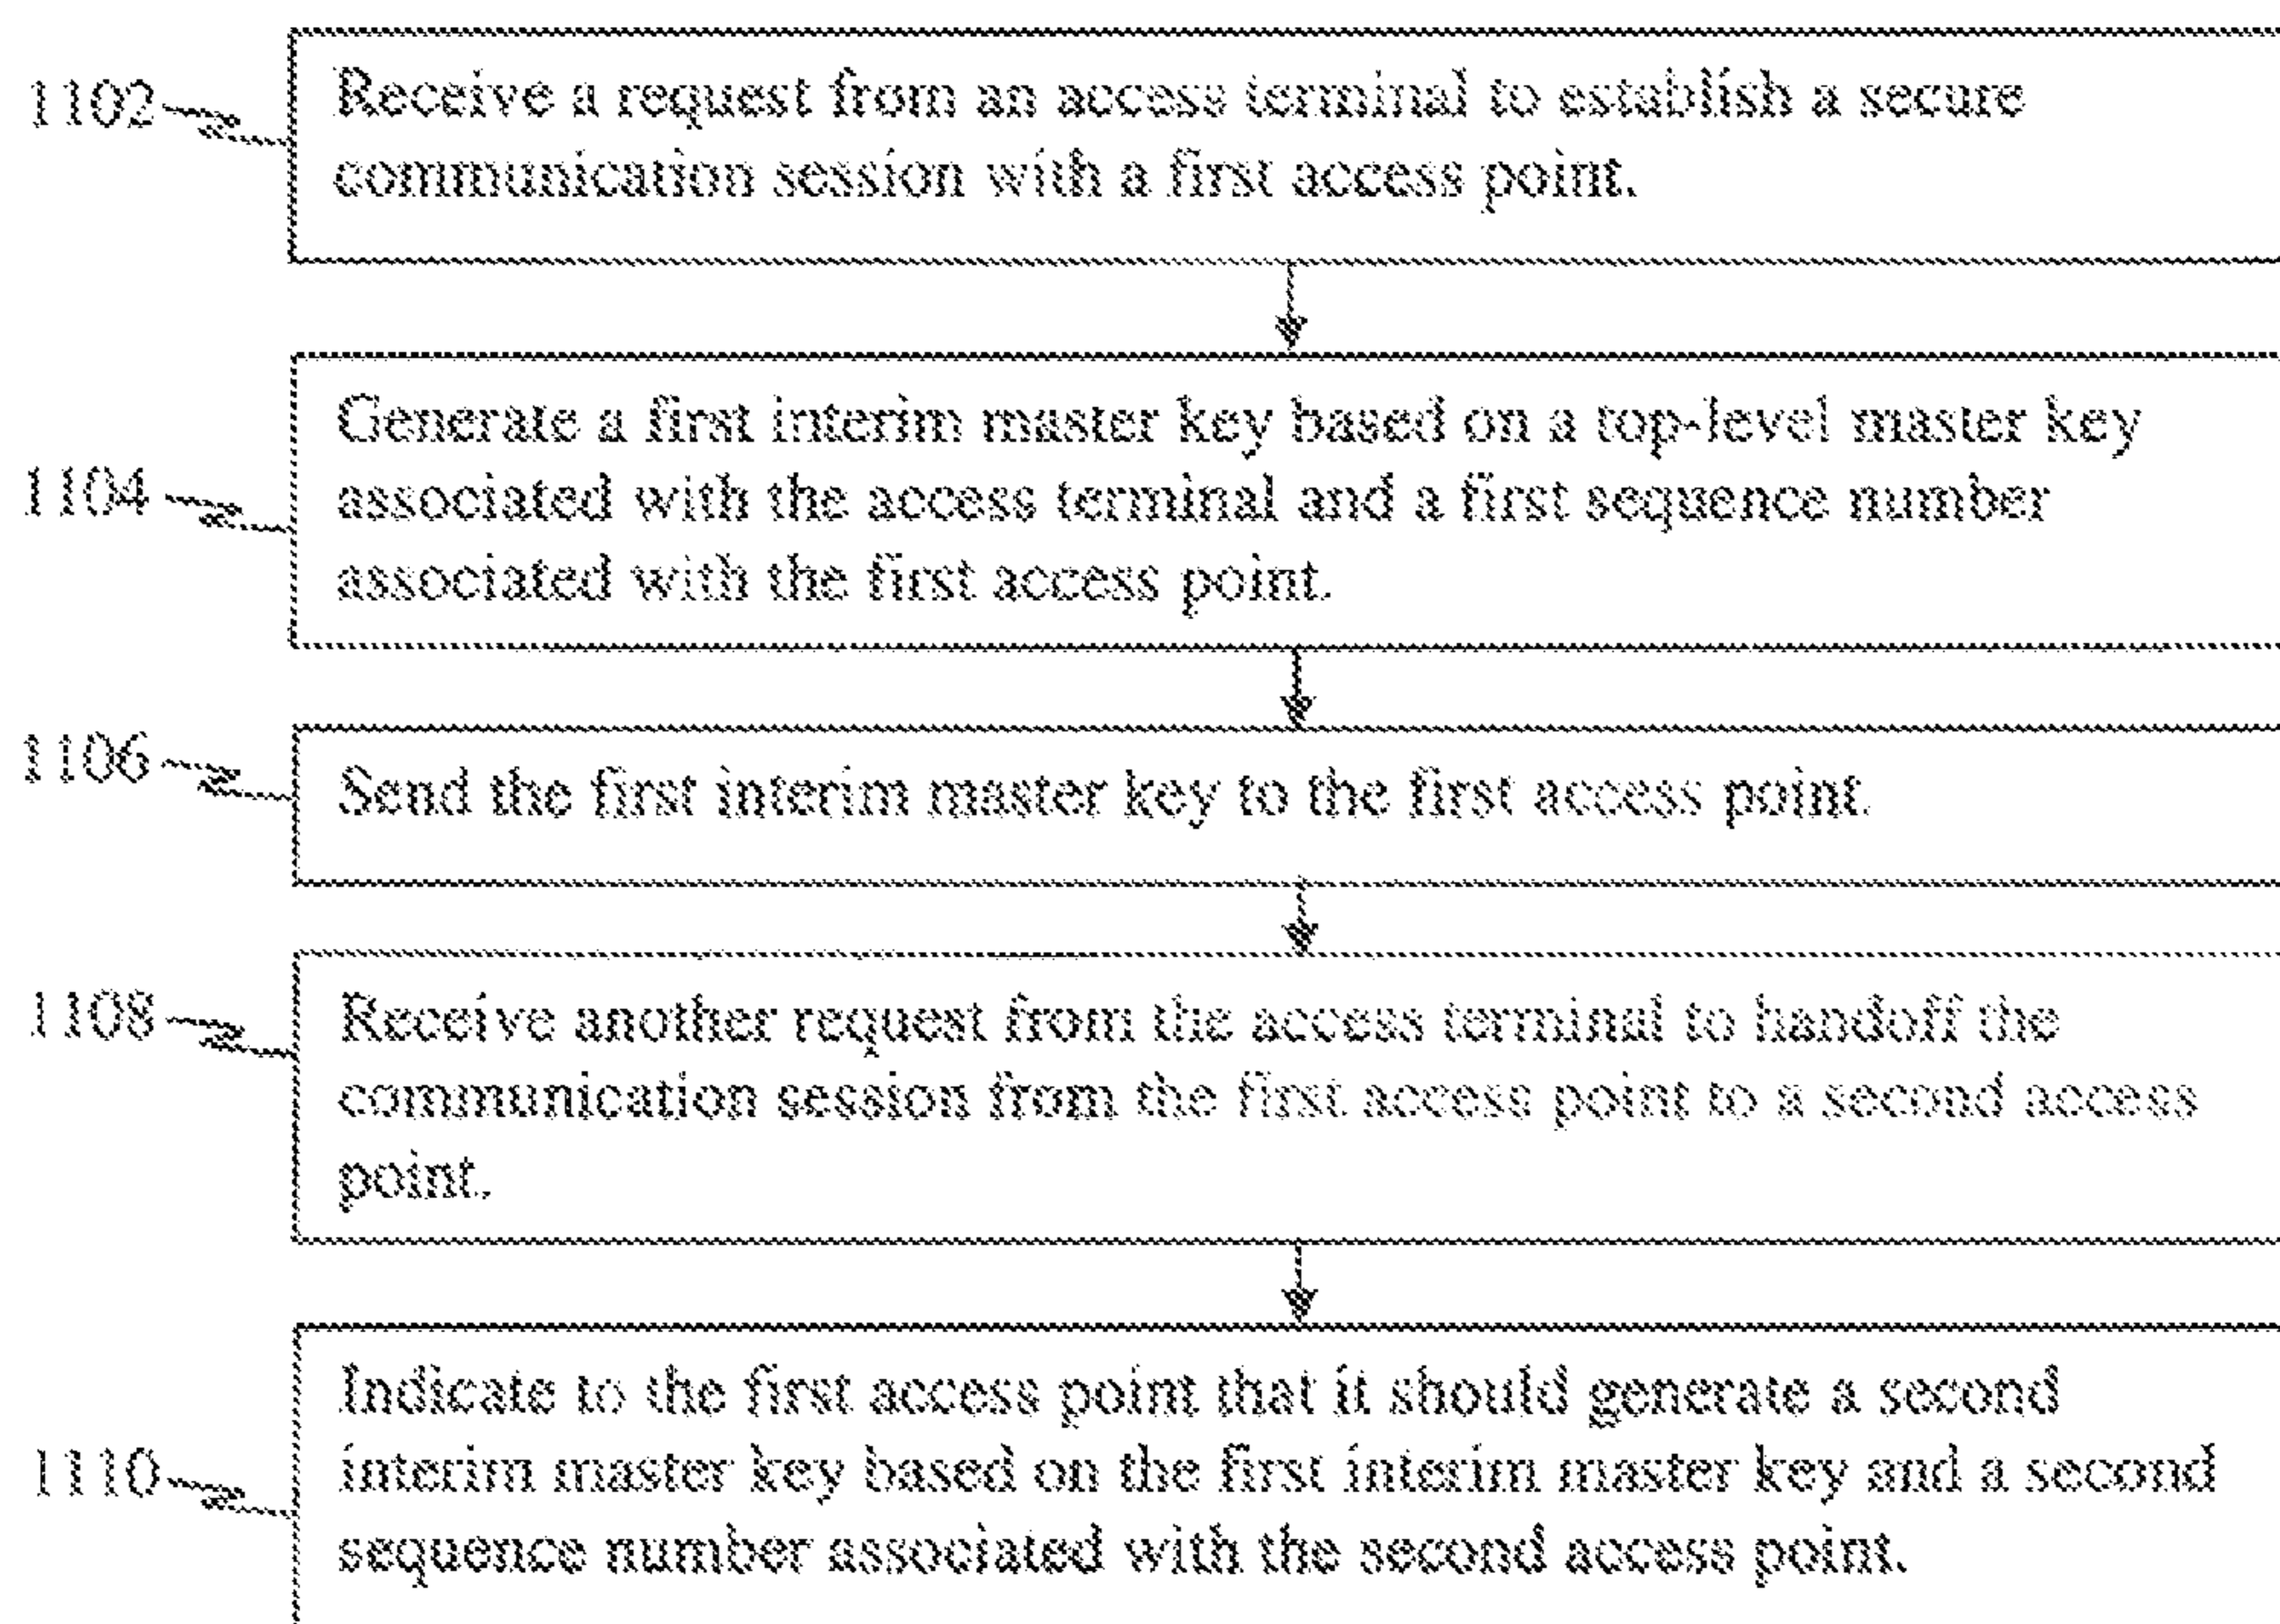 1102
Receive a request from an access terminal to establish a secure
communication session with a first access point.
1104
Generate a first interim master key based on a top-level master key
associated with the access terminal and a first sequence number
associated with the first access point.
1106
Send the first interim master key to the first access point.
1108
Receive another request from the access terminal to handoff the
communication session from the first access point to a second access
point.
1110
Indicate to the first access point that it should generate a second
interim master key based on the first interim master key and a second
sequence number associated with the second access point.